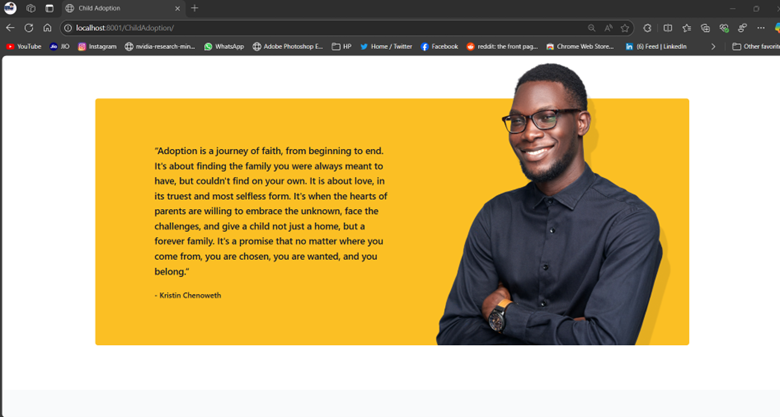 Child Adoption
localhost:8001/ChildAdoption/
YouTube JIO Instagram nvidia-research-min... WhatsApp Adobe Photoshop E... HP Home / Twitter Facebook reddit: the front pag... Chrome Web Store... (6) Feed | LinkedIn Other favorite
“Adoption is a journey of faith, from beginning to end.
It's about finding the family you were always meant to
have, but couldn't find on your own. It is about love, in
its truest and most selfless form. It's when the hearts of
parents are willing to embrace the unknown, face the
challenges, and give a child not just a home, but a
forever family. It's a promise that no matter where you
come from, you are chosen, you are wanted, and you
belong.”
- Kristin Chenoweth